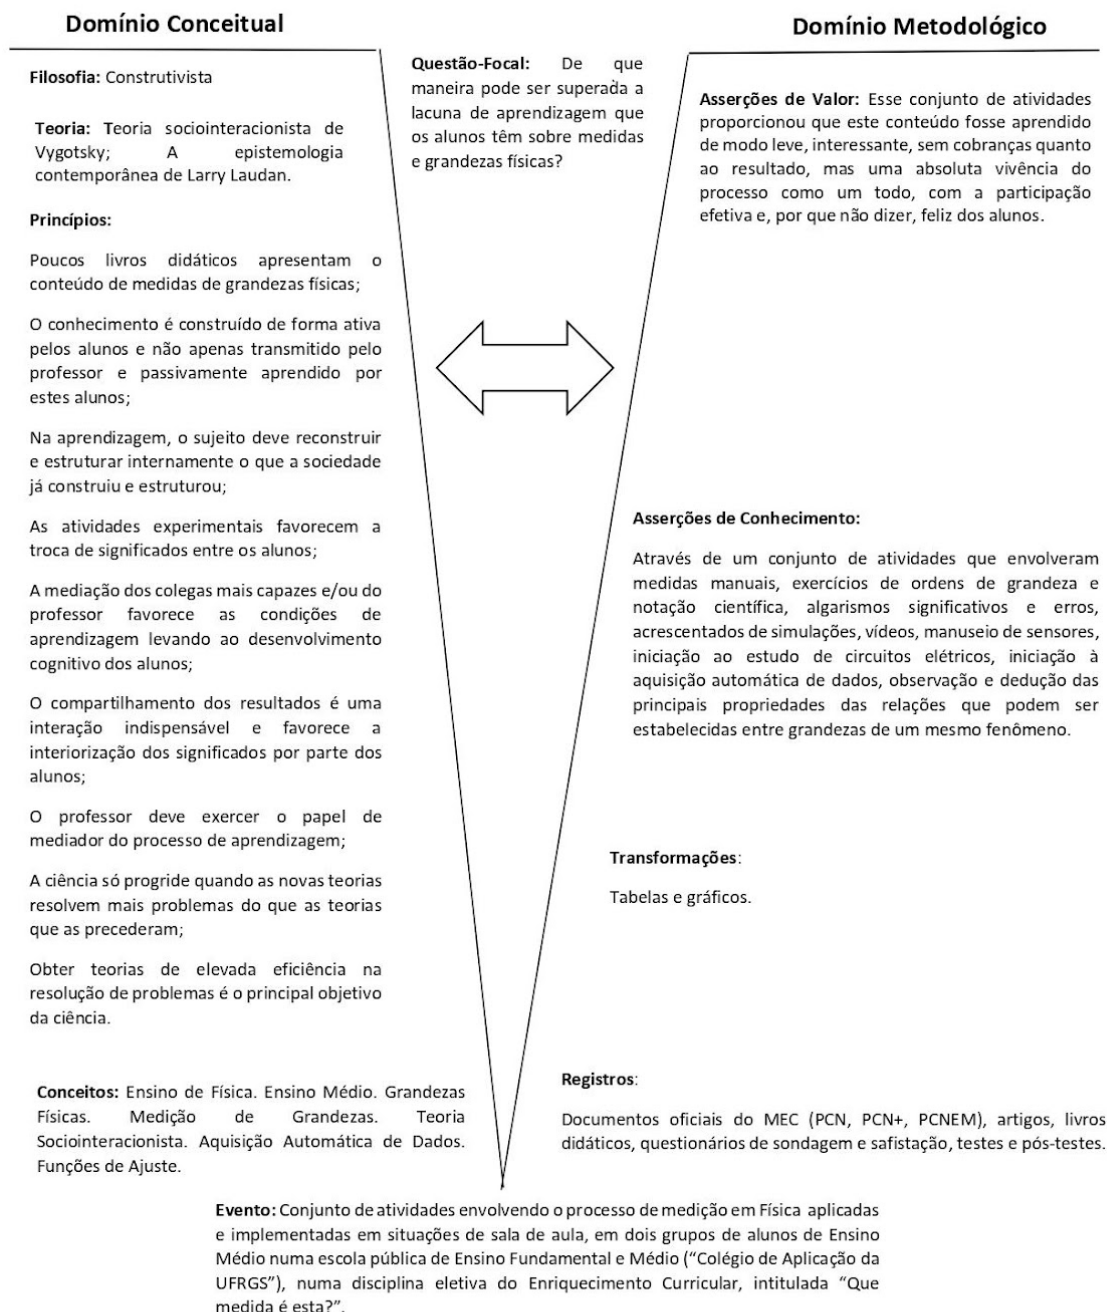 Domínio Conceitual
Filosofia: Construtivista
Teoria: Teoria sociointeracionista de
Vygotsky; A epistemologia
contemporânea de Larry Laudan.
Princípios:
Poucos livros didáticos apresentam o
conteúdo de medidas de grandezas físicas;
O conhecimento é construído de forma ativa
pelos alunos e não apenas transmitido pelo
professor e passivamente aprendido por
estes alunos;
Na aprendizagem, o sujeito deve reconstruir
e estruturar internamente o que a sociedade
já construiu e estruturou;
As atividades experimentais favorecem a
troca de significados entre os alunos;
A mediação dos colegas mais capazes e/ou do
professor favorece as condições de
aprendizagem levando ao desenvolvimento
cognitivo dos alunos;
O compartilhamento dos resultados é uma
interação indispensável e favorece a
interiorização dos significados por parte dos
alunos;
O professor deve exercer o papel de
mediador do processo de aprendizagem;
A ciência só progride quando as novas teorias
resolvem mais problemas do que as teorias
que as precederam;
Obter teorias de elevada eficiência na
resolução de problemas é o principal objetivo
da ciência.
Conceitos: Ensino de Física. Ensino Médio. Grandezas
Físicas. Medição de Grandezas. Teoria
Sociointeracionista. Aquisição Automática de Dados.
Funções de Ajuste.
Questão-Focal: De que
maneira pode ser superada a
lacuna de aprendizagem que
os alunos têm sobre medidas
e grandezas físicas?
Domínio Metodológico
Asserções de Valor: Esse conjunto de atividades
proporcionou que este conteúdo fosse aprendido
de modo leve, interessante, sem cobranças quanto
ao resultado, mas uma absoluta vivência do
processo como um todo, com a participação
efetiva e, por que não dizer, feliz dos alunos.
Asserções de Conhecimento:
Através de um conjunto de atividades que envolveram
medidas manuais, exercícios de ordens de grandeza e
notação científica, algarismos significativos e erros,
acrescentados de simulações, vídeos, manuseio de sensores,
iniciação ao estudo de circuitos elétricos, iniciação à
aquisição automática de dados, observação e dedução das
principais propriedades das relações que podem ser
estabelecidas entre grandezas de um mesmo fenômeno.
Transformações:
Tabelas e gráficos.
Registros:
Documentos oficiais do MEC (PCN, PCN+, PCNEM), artigos, livros
didáticos, questionários de sondagem e safistação, testes e pós-testes.
Evento: Conjunto de atividades envolvendo o processo de medição em Física aplicadas
e implementadas em situações de sala de aula, em dois grupos de alunos de Ensino
Médio numa escola pública de Ensino Fundamental e Médio ("Colégio de Aplicação da
UFRGS"), numa disciplina eletiva do Enriquecimento Curricular, intitulada "Que
medida é esta?".